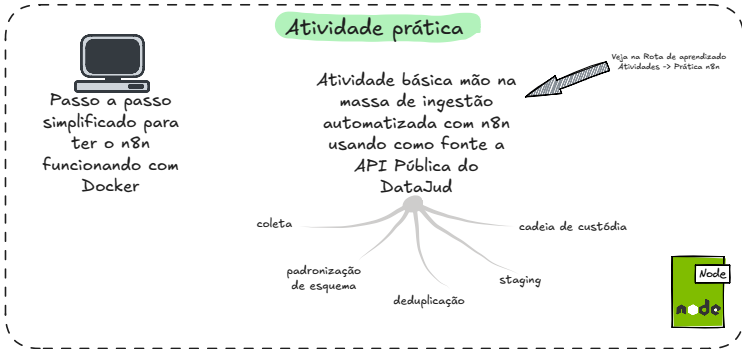 Atividade prática
Veja na Rota de aprendizado
Atividades -> Prática n8n
Passo a passo
simplificado para
ter o n8n
funcionando com
Docker
Atividade básica mão na
massa de ingestão
automatizada com n8n
usando como fonte a
API Pública do
DataJud
coleta
cadeia de custódia
padronização
de esquema
staging
deduplicação
Node
node